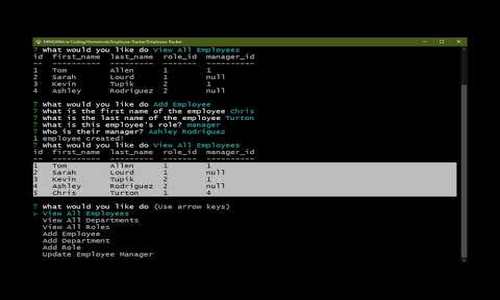 MINGW64:/c/Coding/Homework/Employee-Tracker/Employee-Tracker
? What would you like do View All Employees
id first_name last_name role_id manager_id
-- ---------- --------- ------- ----------
1 Tom Allen 1 1
2 Sarah Lourd 1 null
3 Kevin Tupik 2 1
4 Ashley Rodriguez 2 null
? What would you like do Add Employee
? What is the first name of the employee Chris
? What is the last name of the employee Turton
? What is this employee's role? manager
? Who is their manager? Ashley Rodriguez
1 employee created!
? What would you like do View All Employees
id first_name last_name role_id manager_id
-- ---------- --------- ------- ----------
1 Tom Allen 1 1
2 Sarah Lourd 1 null
3 Kevin Tupik 2 1
4 Ashley Rodriguez 2 null
5 Chris Turton 1 4
? What would you like do (Use arrow keys)
> View All Employees
View All Departments
View All Roles
Add Employee
Add Department
Add Role
Update Employee Manager